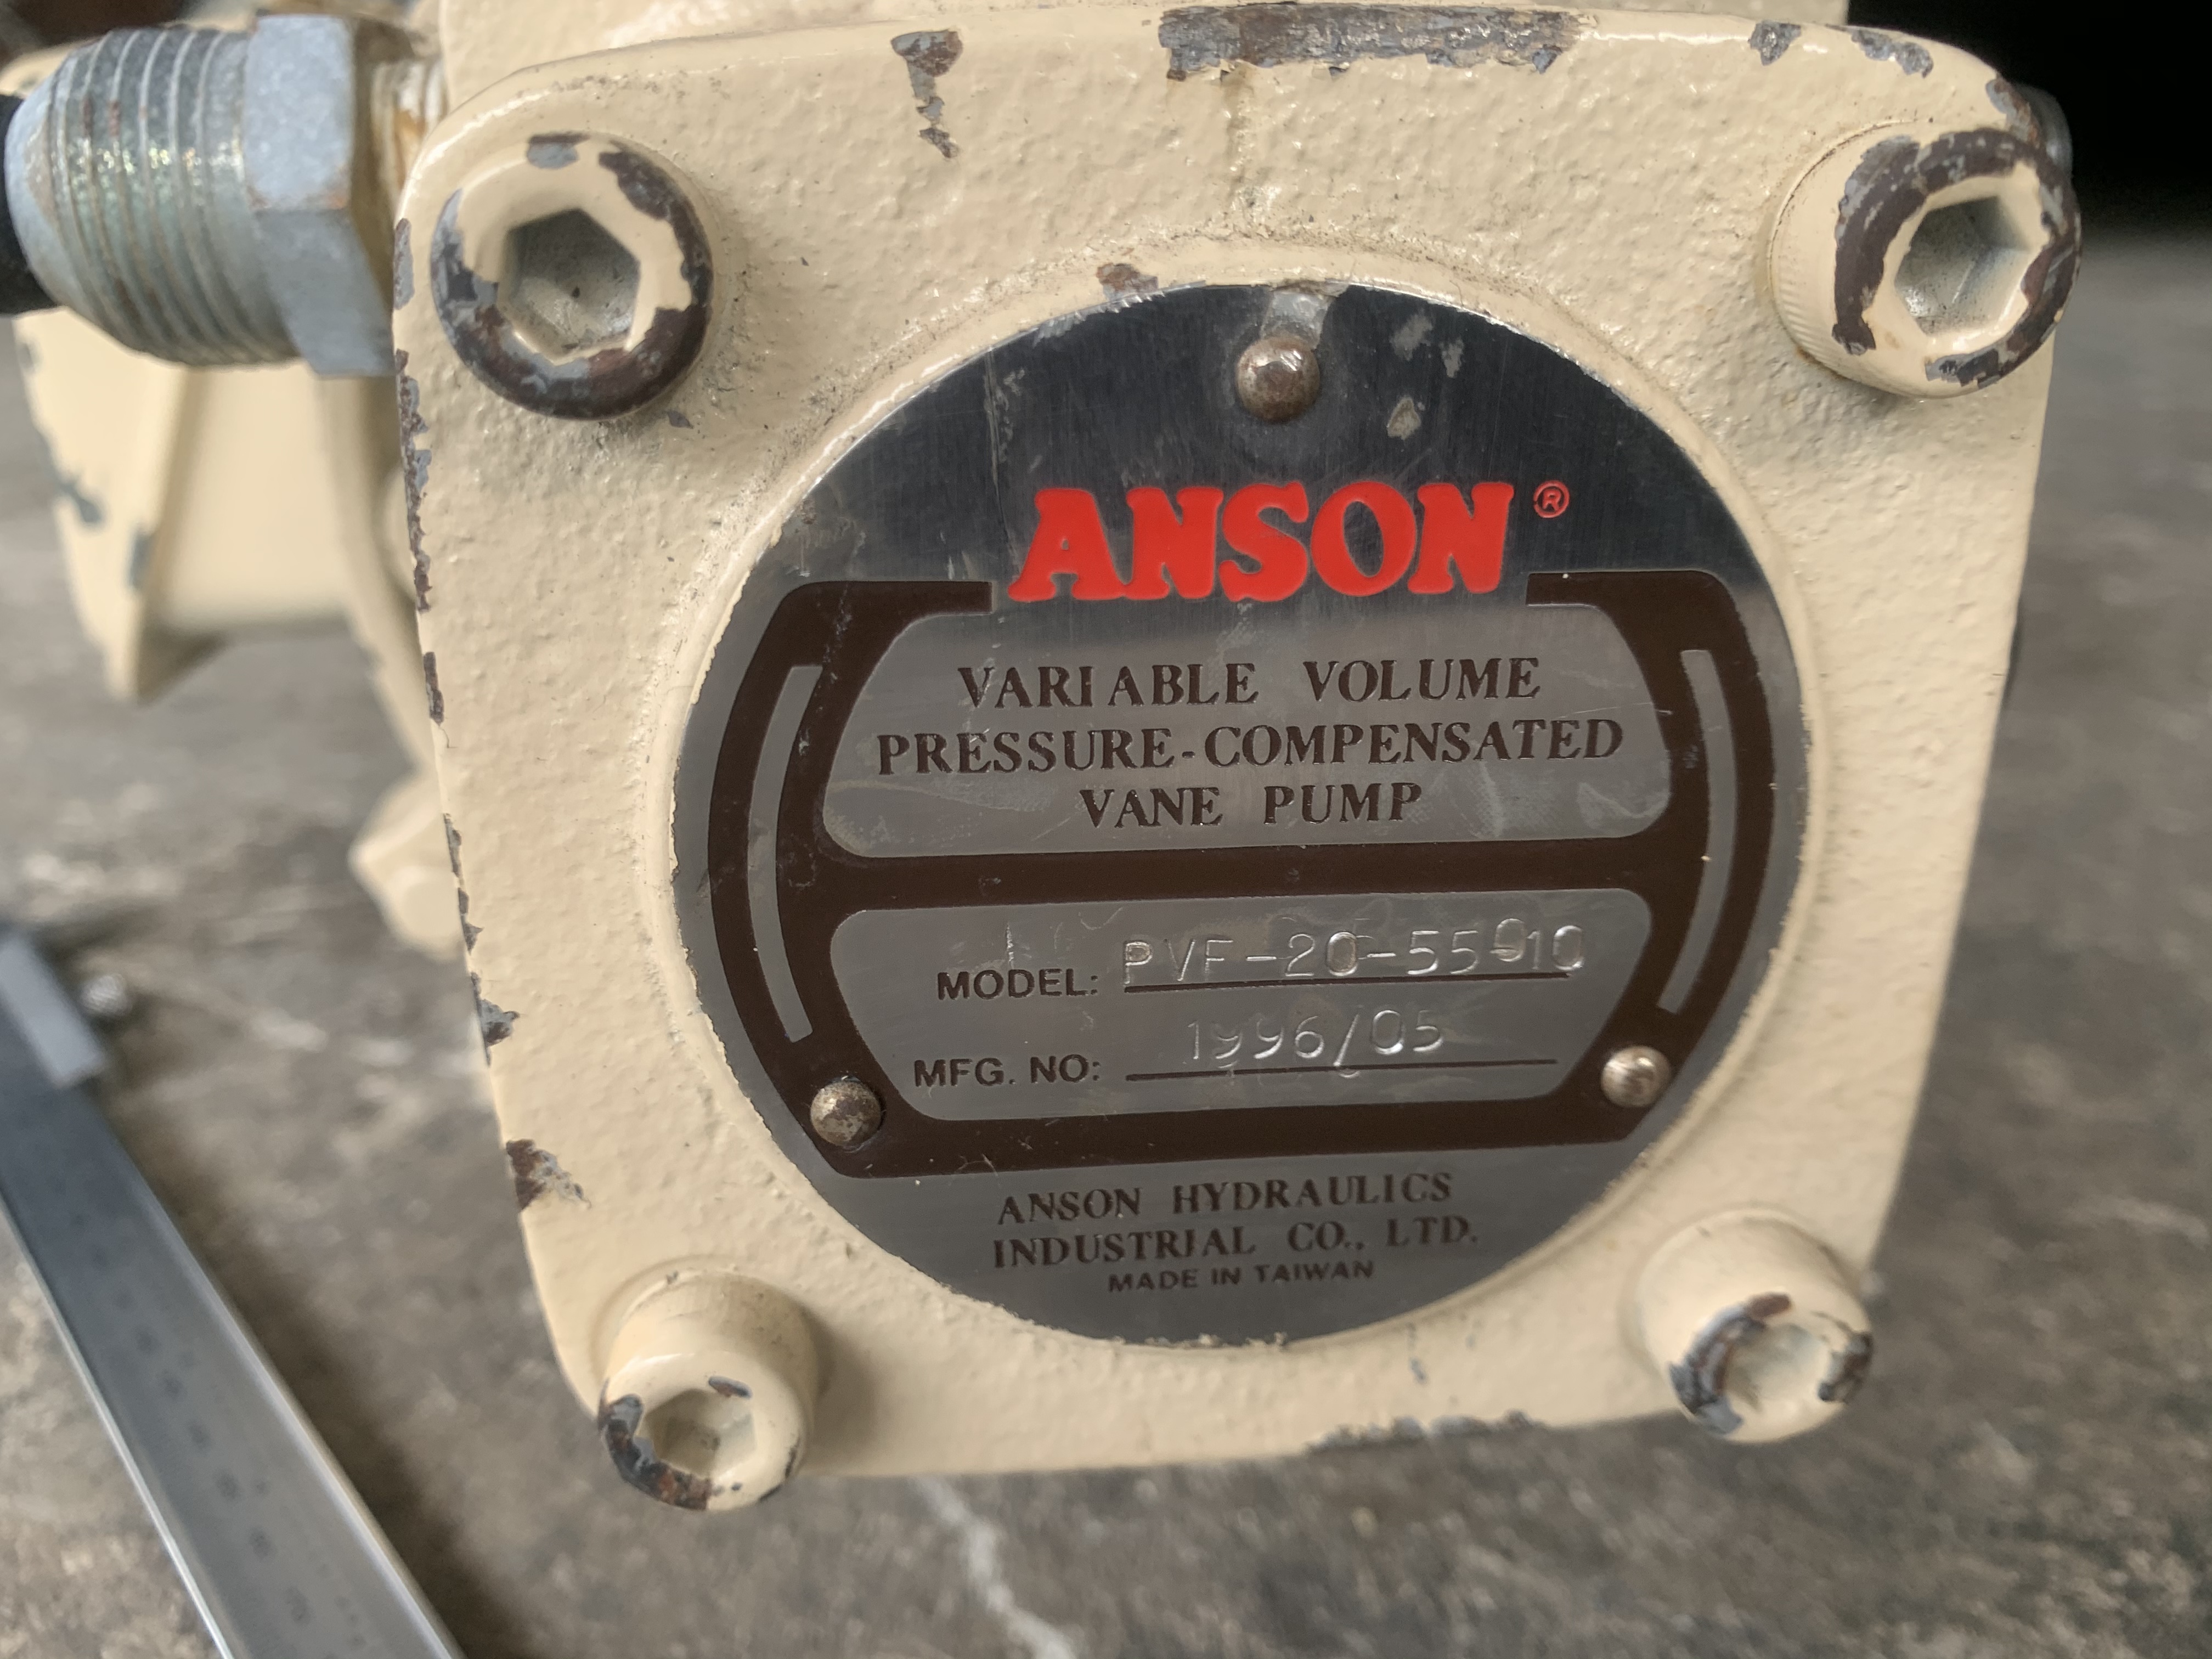 ANSON®
VARIABLE VOLUME
PRESSURE-COMPENSATED
VANE PUMP
MODEL: PVF-20-55-10
MFG. NO: 1996/05
ANSON HYDRAULICS
INDUSTRIAL CO., LTD.
MADE IN TAIWAN